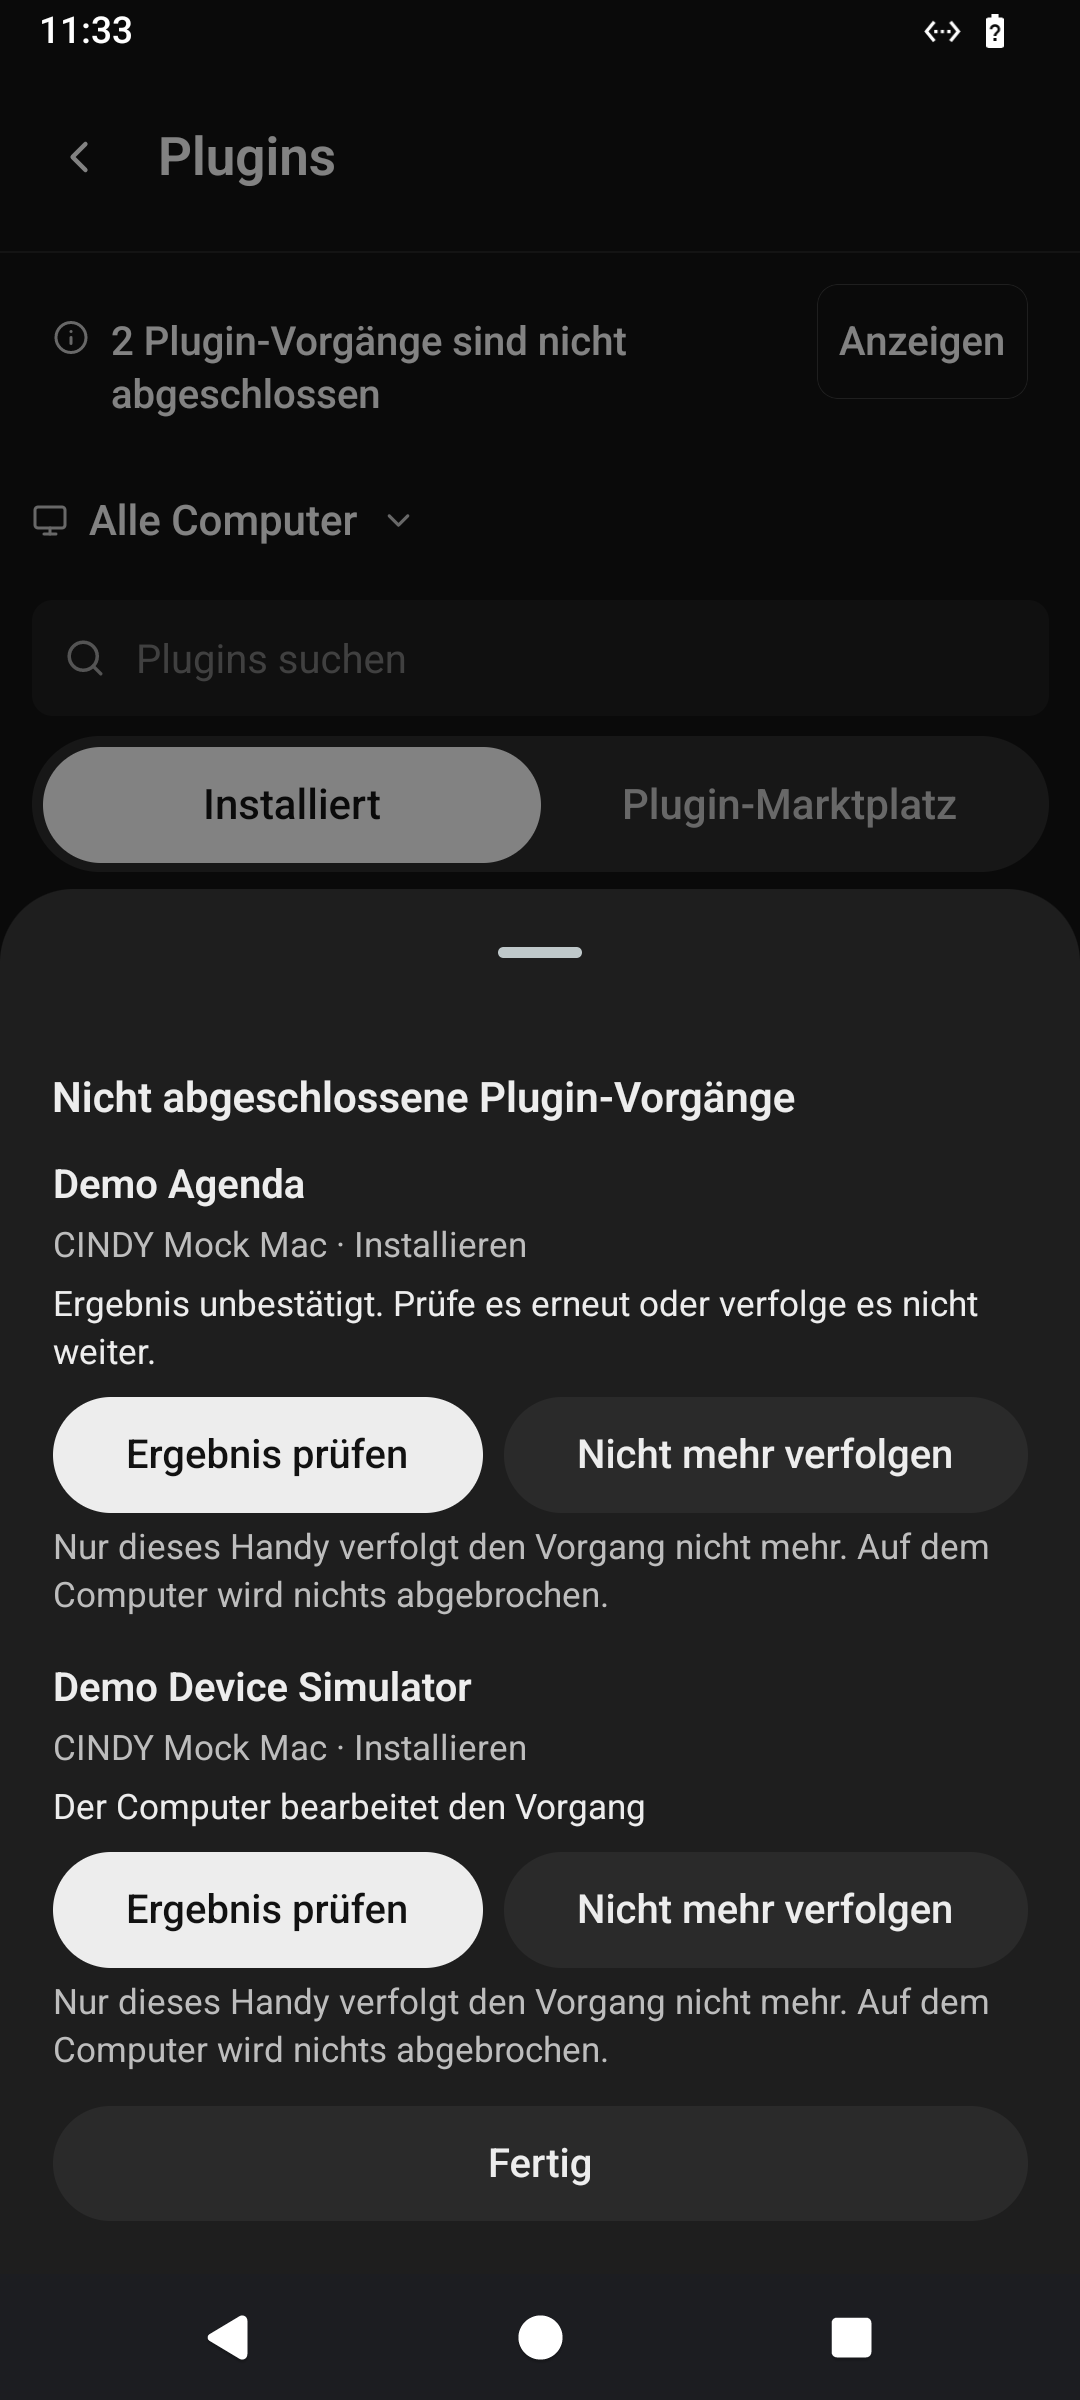 11:33
Plugins
2 Plugin-Vorgänge sind nicht
abgeschlossen
Anzeigen
Alle Computer
Plugins suchen
Installiert
Plugin-Marktplatz
Nicht abgeschlossene Plugin-Vorgänge
Demo Agenda
CINDY Mock Mac · Installieren
Ergebnis unbestätigt. Prüfe es erneut oder verfolge es nicht
weiter.
Ergebnis prüfen
Nicht mehr verfolgen
Nur dieses Handy verfolgt den Vorgang nicht mehr. Auf dem
Computer wird nichts abgebrochen.
Demo Device Simulator
CINDY Mock Mac · Installieren
Der Computer bearbeitet den Vorgang
Ergebnis prüfen
Nicht mehr verfolgen
Nur dieses Handy verfolgt den Vorgang nicht mehr. Auf dem
Computer wird nichts abgebrochen.
Fertig